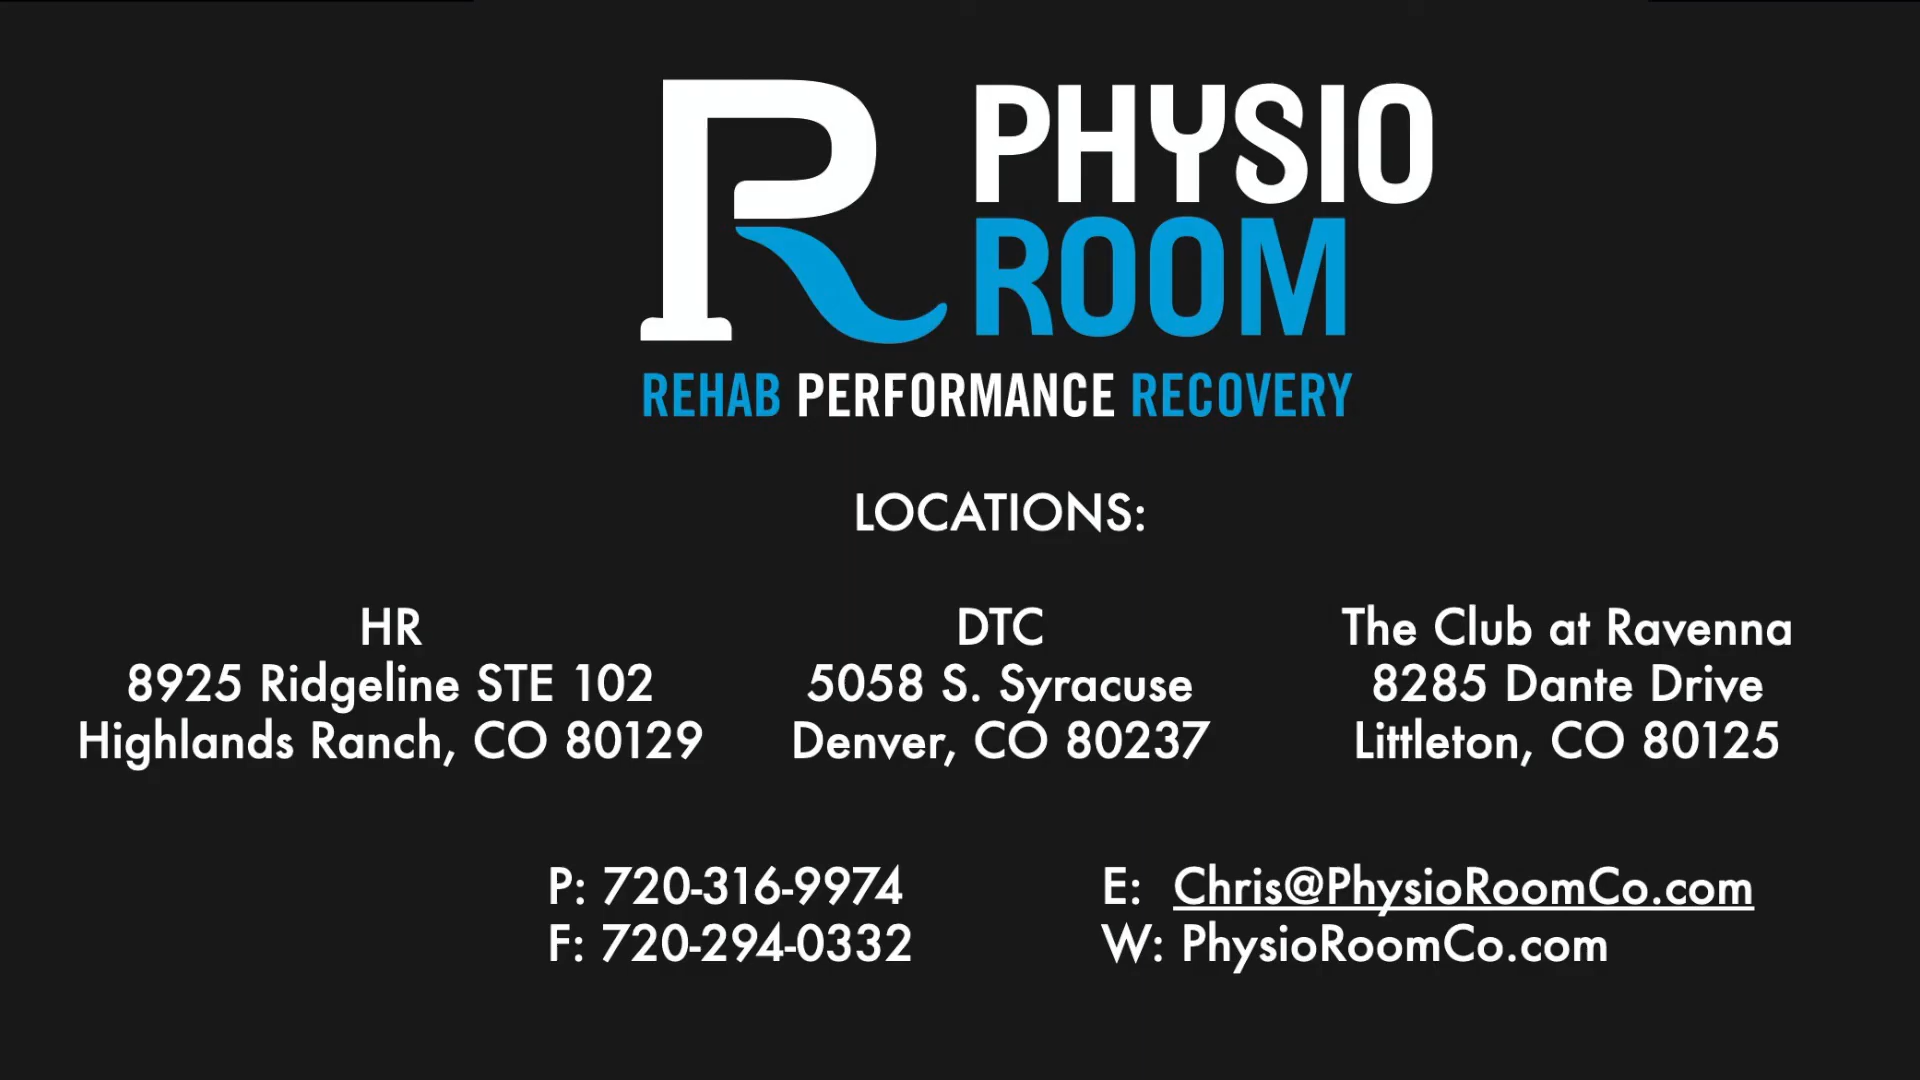 PHYSIO
ROOM
REHAB PERFORMANCE RECOVERY
LOCATIONS:
HR
8925 Ridgeline STE 102
Highlands Ranch, CO 80129
DTC
5058 S. Syracuse
Denver, CO 80237
The Club at Ravenna
8285 Dante Drive
Littleton, CO 80125
P: 720-316-9974
F: 720-294-0332
E: Chris@PhysioRoomCo.com
W: PhysioRoomCo.com